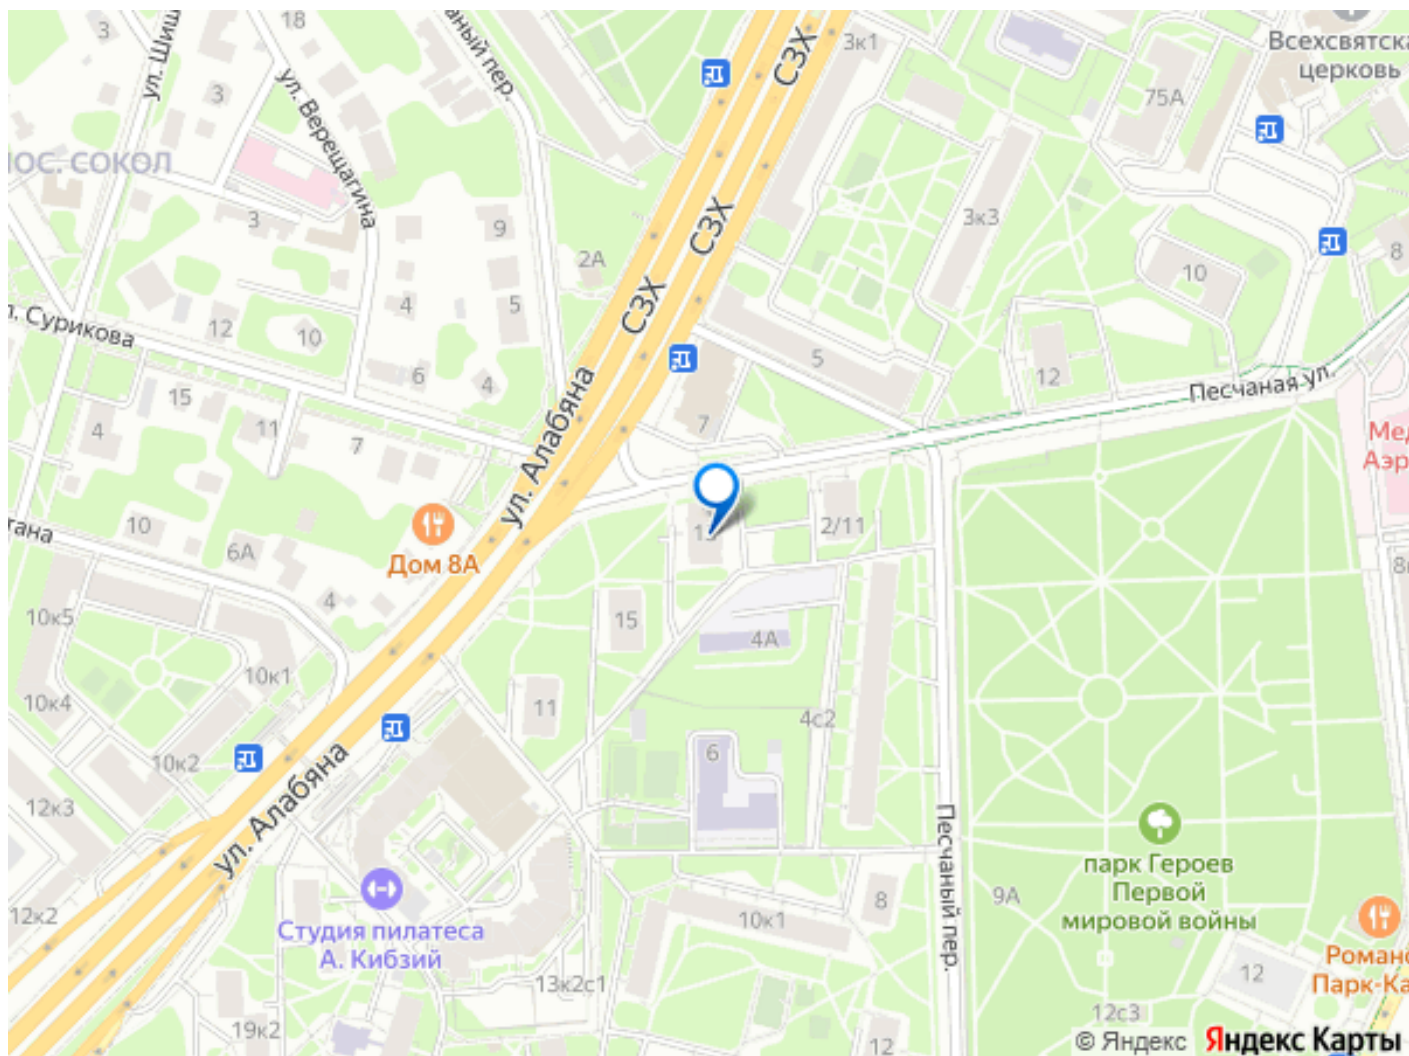 3
18
ул. Шиш
аный пер.
3к1
Всехсвятска
церковь
СЗХ
3
ул. Верещагина
75А
ПОС. СОКОЛ
3
9
2А
СЗХ
3к3
10
8
4
5
СЗХ
л. Сурикова
12
10
6
4
5
12
Песчаная ул.
15
4
11
7
ул. Алабяна
7
Мед
Аэр
10
6А
Дом 8А
2/11
4
10к5
15
4А
10к1
10к4
11
4с2
10к2
6
12к3
ул. Алабяна
Песчаный пер.
парк Героев
Первой
мировой войны
8
9А
12к2
10к1
Студия пилатеса
А. Кибзий
13к2с1
12
Романо
Парк-Ка
19к2
12с3
12
© Яндекс Яндекс Карты